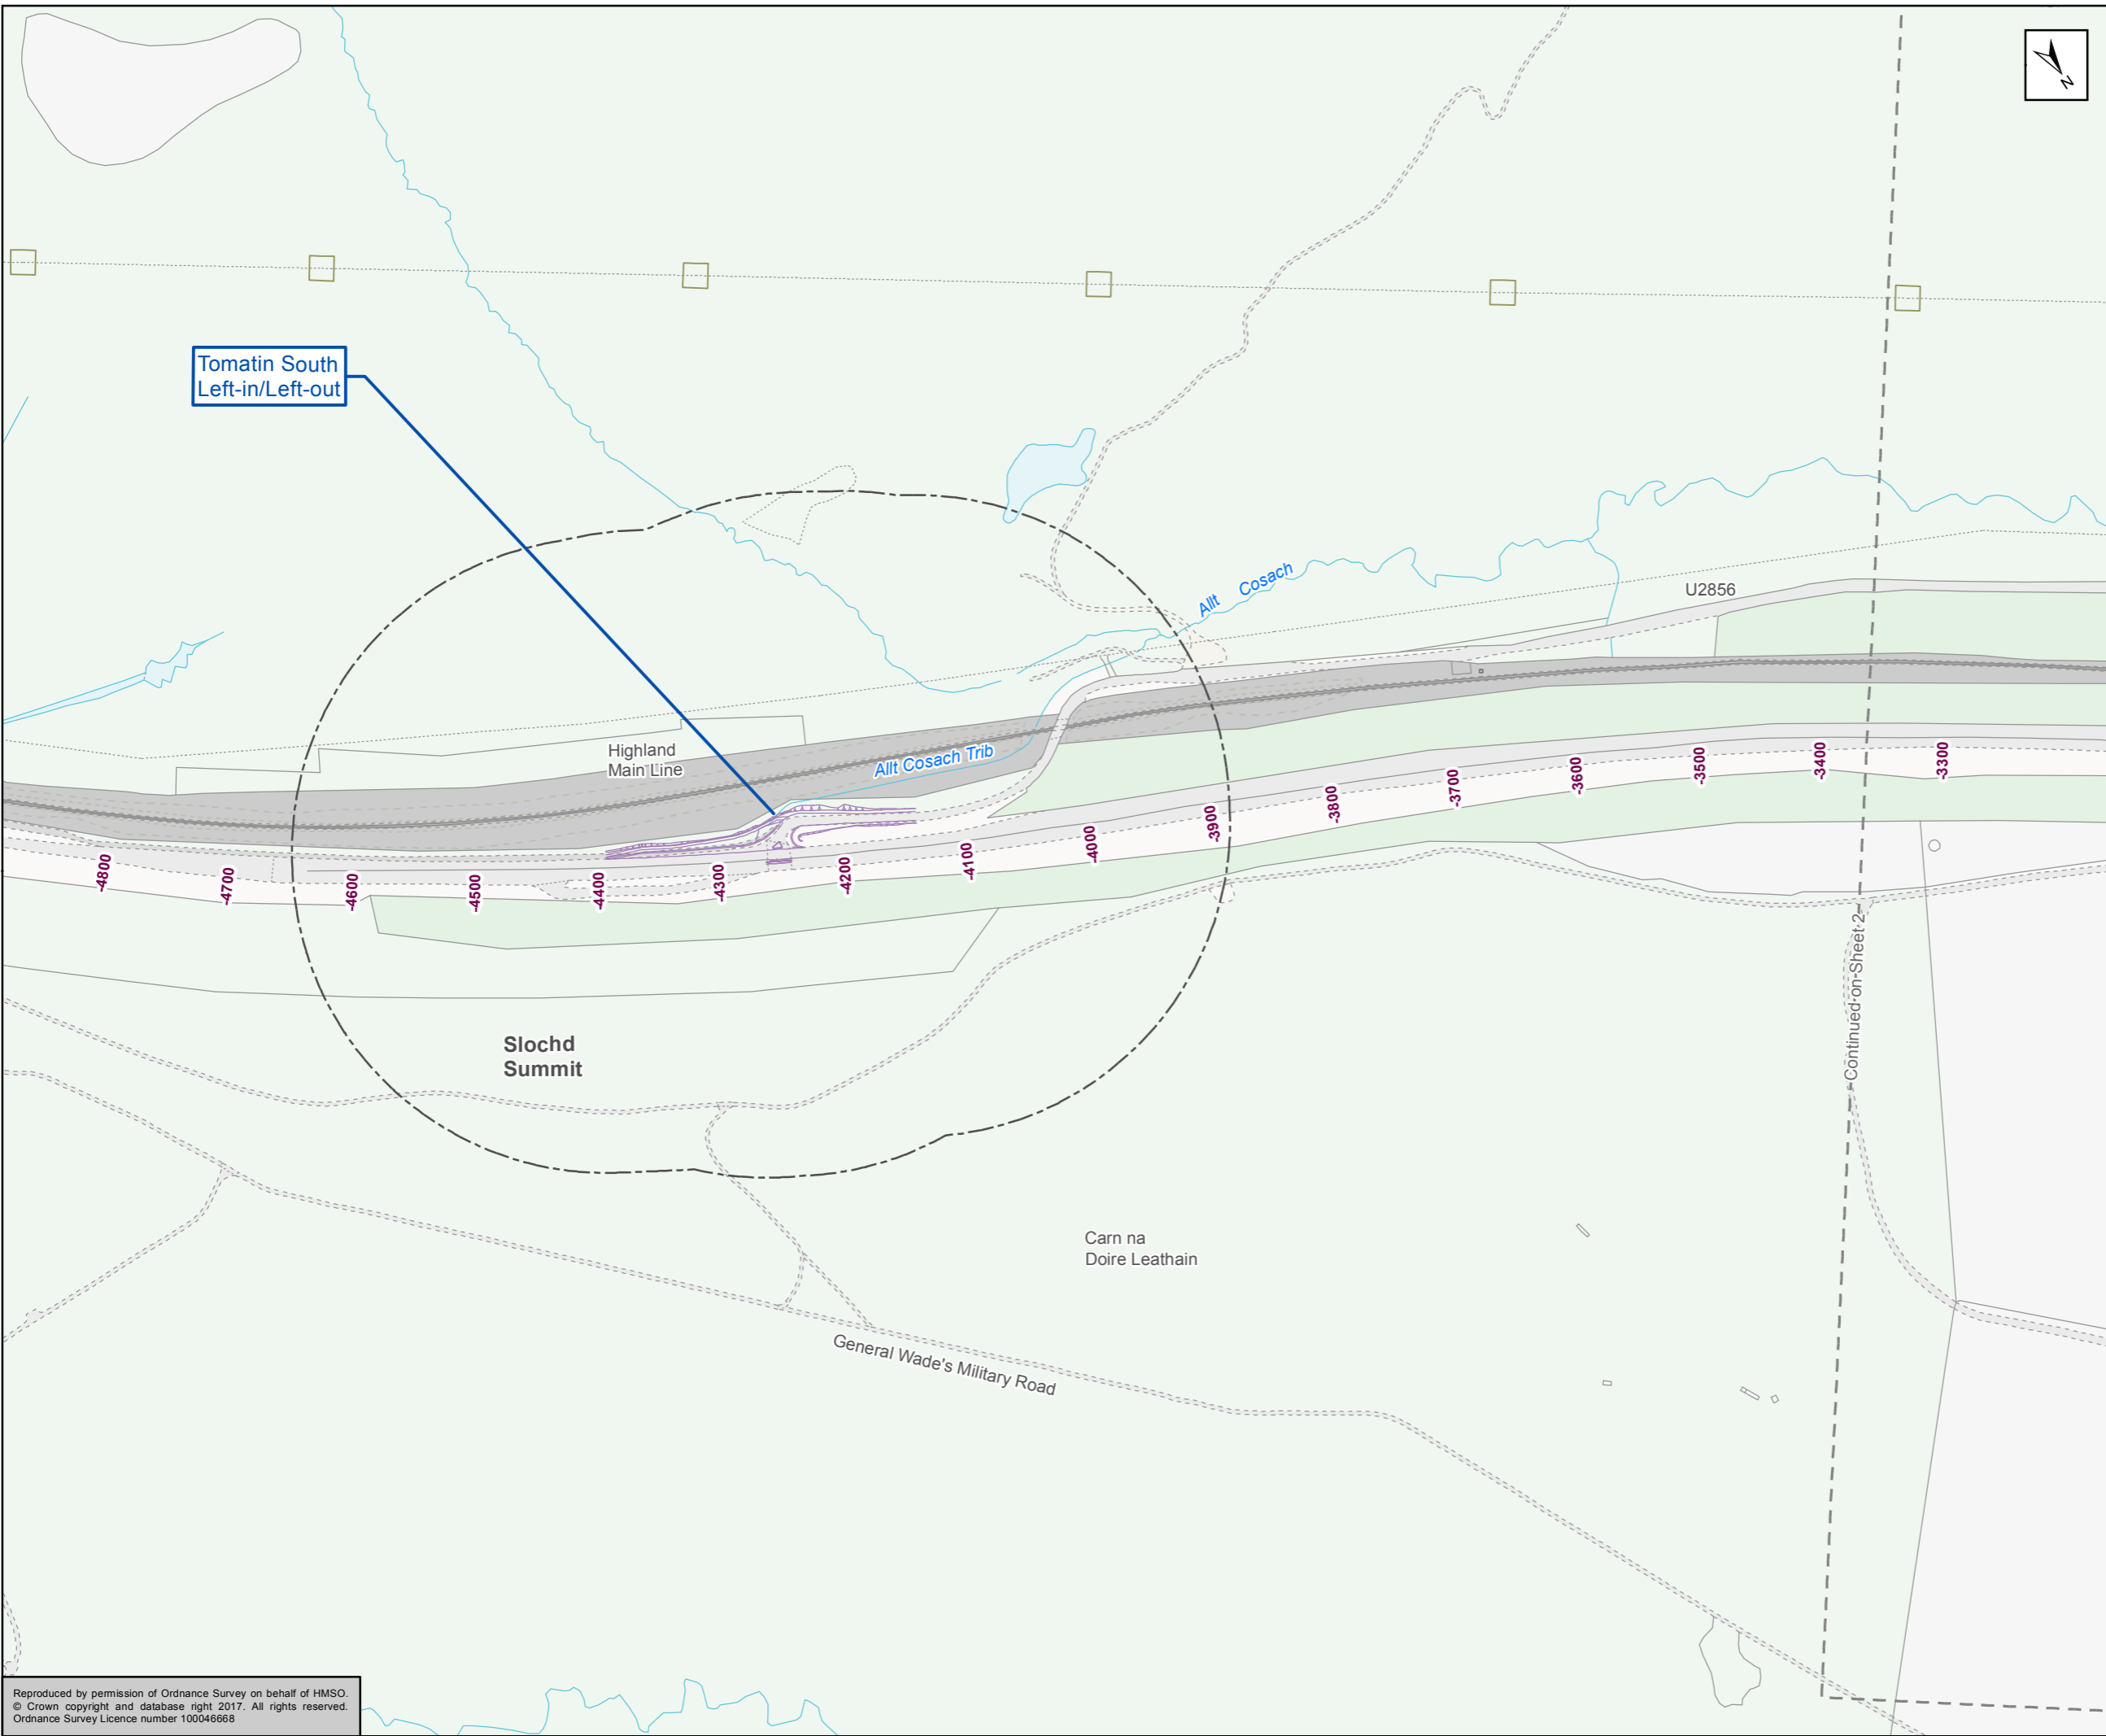 N
Tomatin South
Left-in/Left-out
Allt Cosach
U2856
Highland
Main Line
Allt Cosach Trib
-4800
-4700
-4600
-4500
-4400
-4300
-4200
-4100
-4000
-3900
-3800
-3700
-3600
-3500
-3400
-3300
Continued on Sheet 2
Slochd
Summit
Carn na
Doire Leathain
General Wade's Military Road
Reproduced by permission of Ordnance Survey on behalf of HMSO.
© Crown copyright and database right 2017. All rights reserved.
Ordnance Survey Licence number 100046668